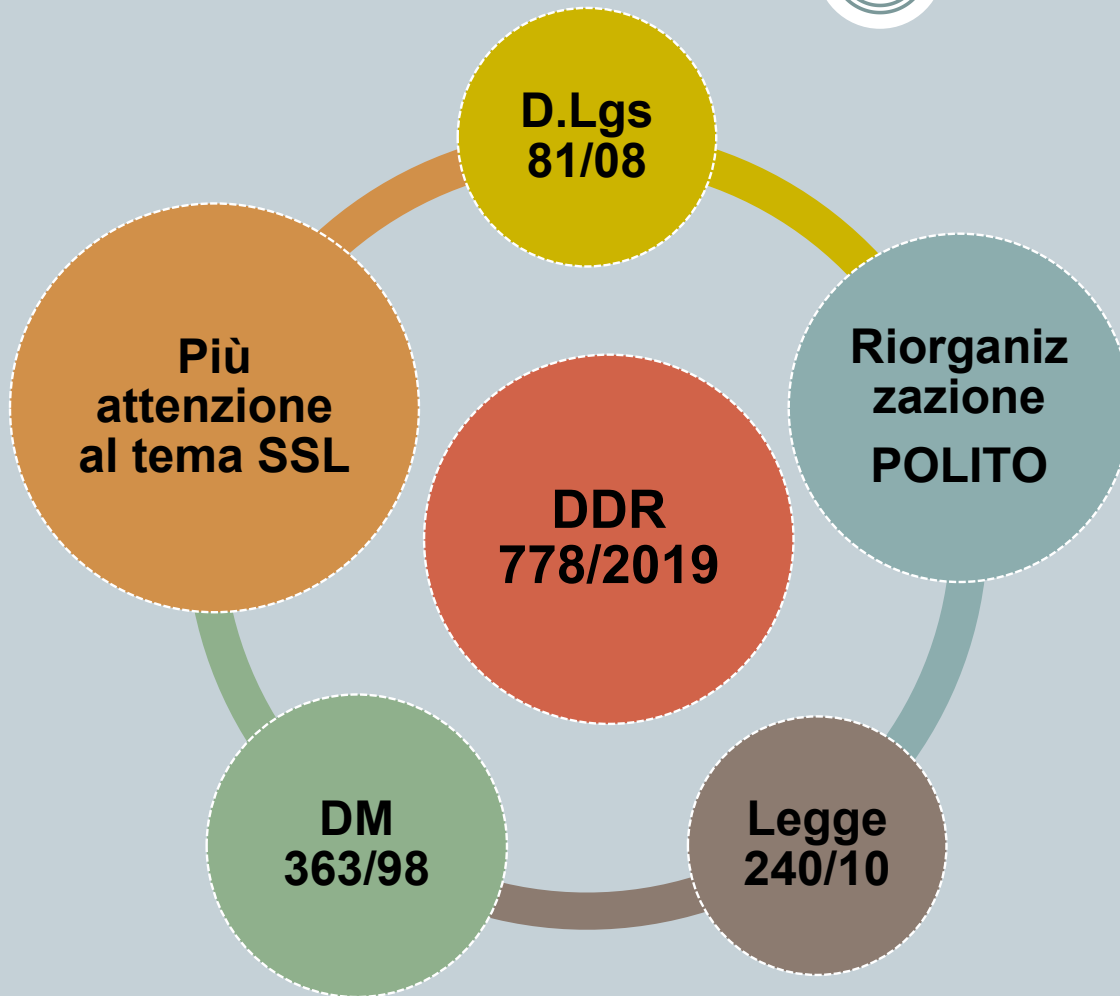 D.Lgs
81/08
Riorganiz
zazione
POLITO
Legge
240/10
DM
363/98
Più
attenzione
al tema SSL
DDR
778/2019